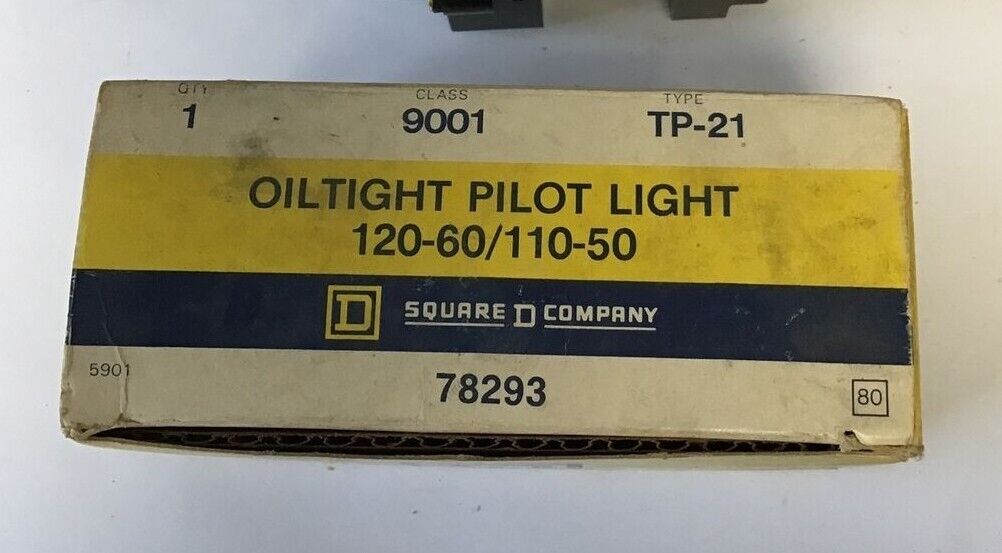 QTY CLASS TYPE
1 9001 TP-21
OILTIGHT PILOT LIGHT
120-60/110-50
D SQUARE D COMPANY
5901 78293 80